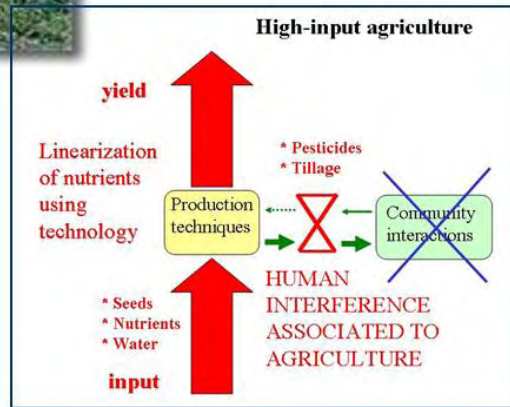 High-input agriculture
yield
Linearization
of nutrients
using
technology
* Pesticides
* Tillage
Production
techniques
Community
interactions
* Seeds
* Nutrients
* Water
HUMAN
INTERFERENCE
ASSOCIATED TO
AGRICULTURE
input